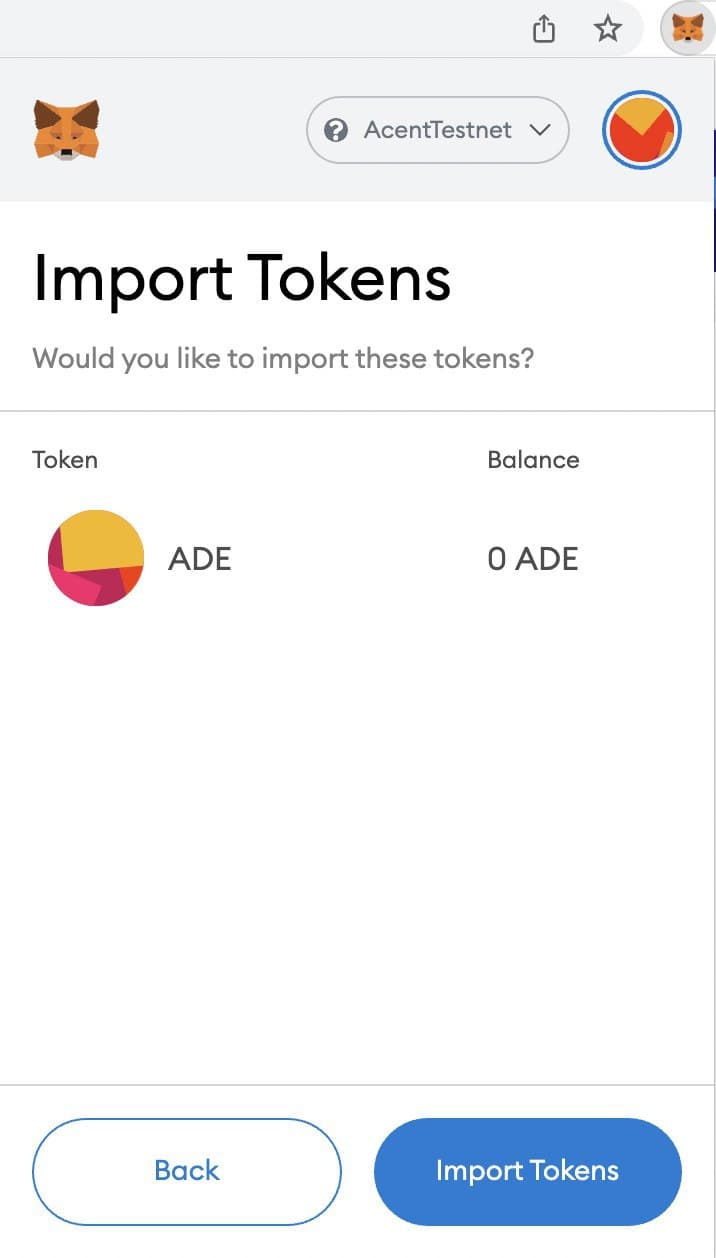 AcentTestnet
Import Tokens
Would you like to import these tokens?
Token Balance
ADE 0 ADE
Back Import Tokens